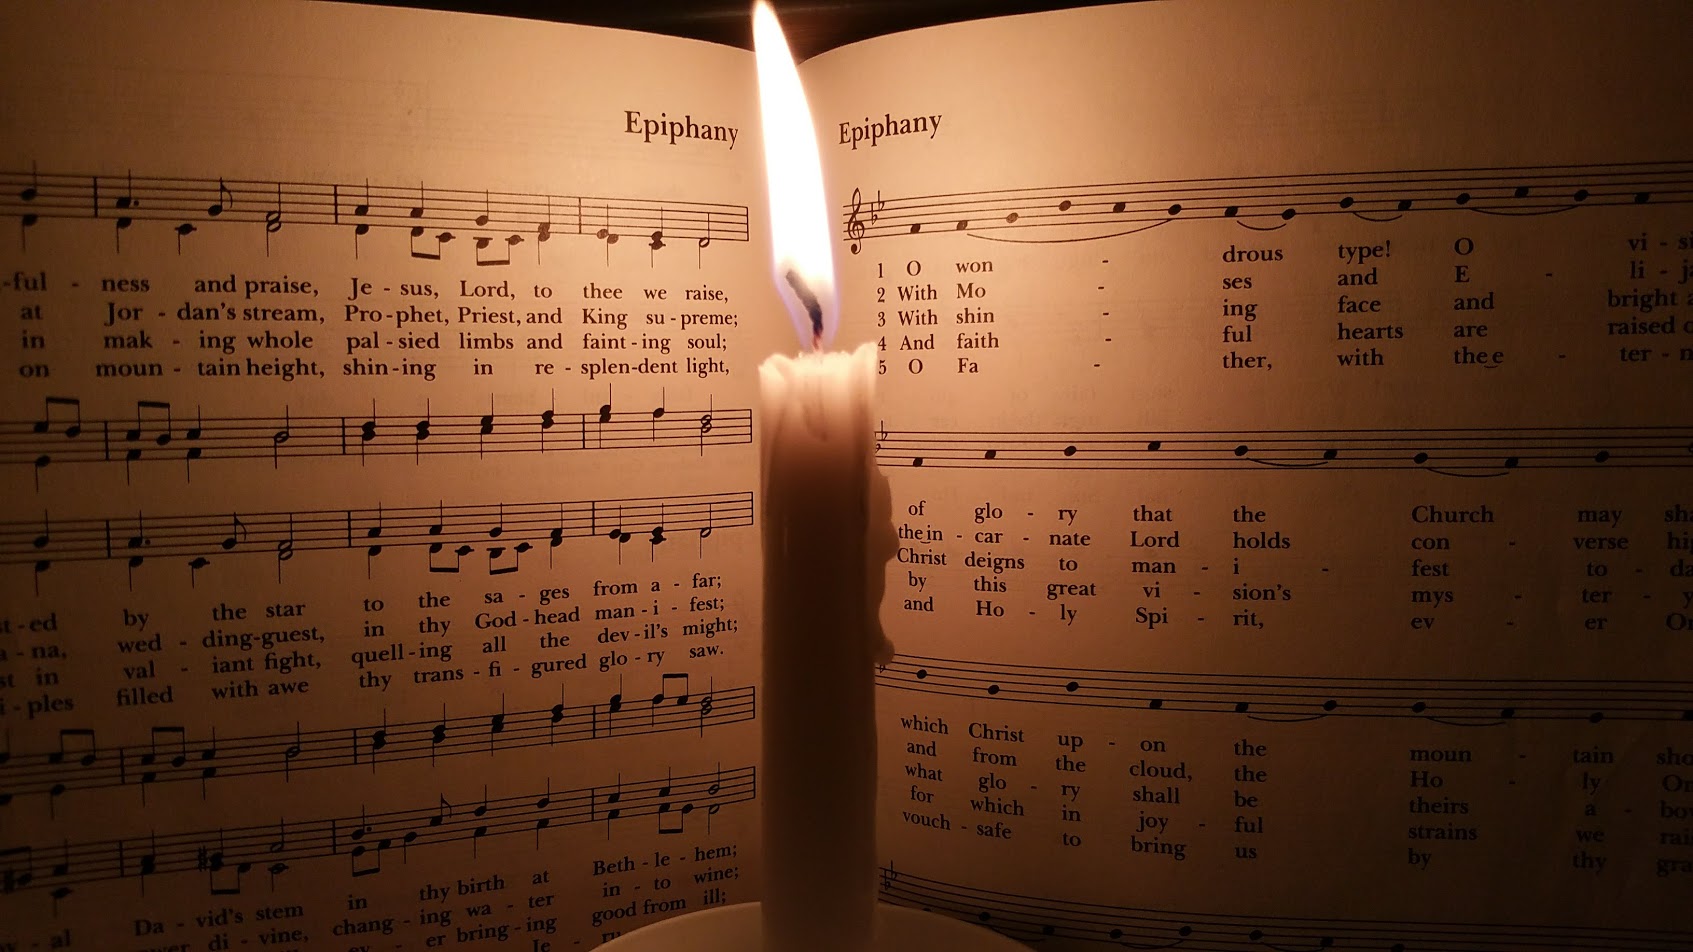 Epiphany
-ful - ness and praise, Je - sus, Lord, to thee we raise,
at Jor - dan's stream, Pro - phet, Priest, and King su - preme;
in mak - ing whole pal - sied limbs and faint - ing soul;
on moun - tain height, shin - ing in re - splen - dent light,
-ed by the star to the sa - ges from a - far;
- na, wed - ding-guest, in thy God - head man - i - fest;
in val - iant fight, quell - ing all the dev - il's might;
- ples filled with awe thy trans - fi - gured glo - ry saw.
- al Da - vid's stem in thy birth at Beth - le - hem;
di - vine, chang - ing wa - ter in - to wine;
er bring - ing good from ill;
Je -
Epiphany
1 O won - drous type! O vi - si
2 With Mo - ses and E - li - j
3 With shin - ing face and bright
4 And faith - ful hearts are raised
5 O Fa - ther, with thee - ter - n
of glo - ry that the Church may sh
the in - car - nate Lord holds con - verse hi
Christ deigns to man - i - fest to - da
by this great vi - sion's mys - ter - y
and Ho - ly Spi - rit, ev - er On
which Christ up - on the moun - tain sho
and from the cloud, the Ho - ly On
what glo - ry shall be theirs a - bo
for which in joy - ful strains we rai
vouch - safe to bring us by thy gra